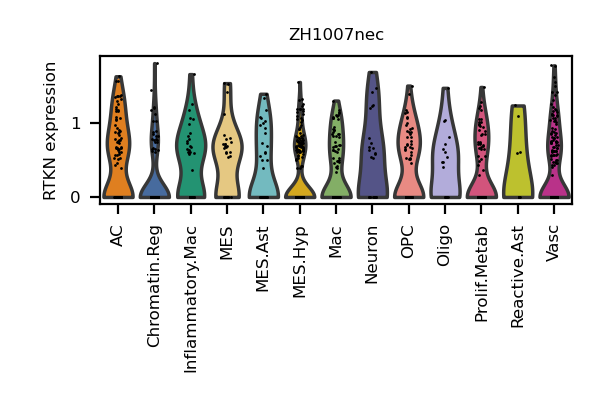 ZH1007nec
RTKN expression
1
0
AC
Chromatin.Reg
Inflammatory.Mac
MES
MES.Ast
MES.Hyp
Mac
Neuron
OPC
Oligo
Prolif.Metab
Reactive.Ast
Vasc